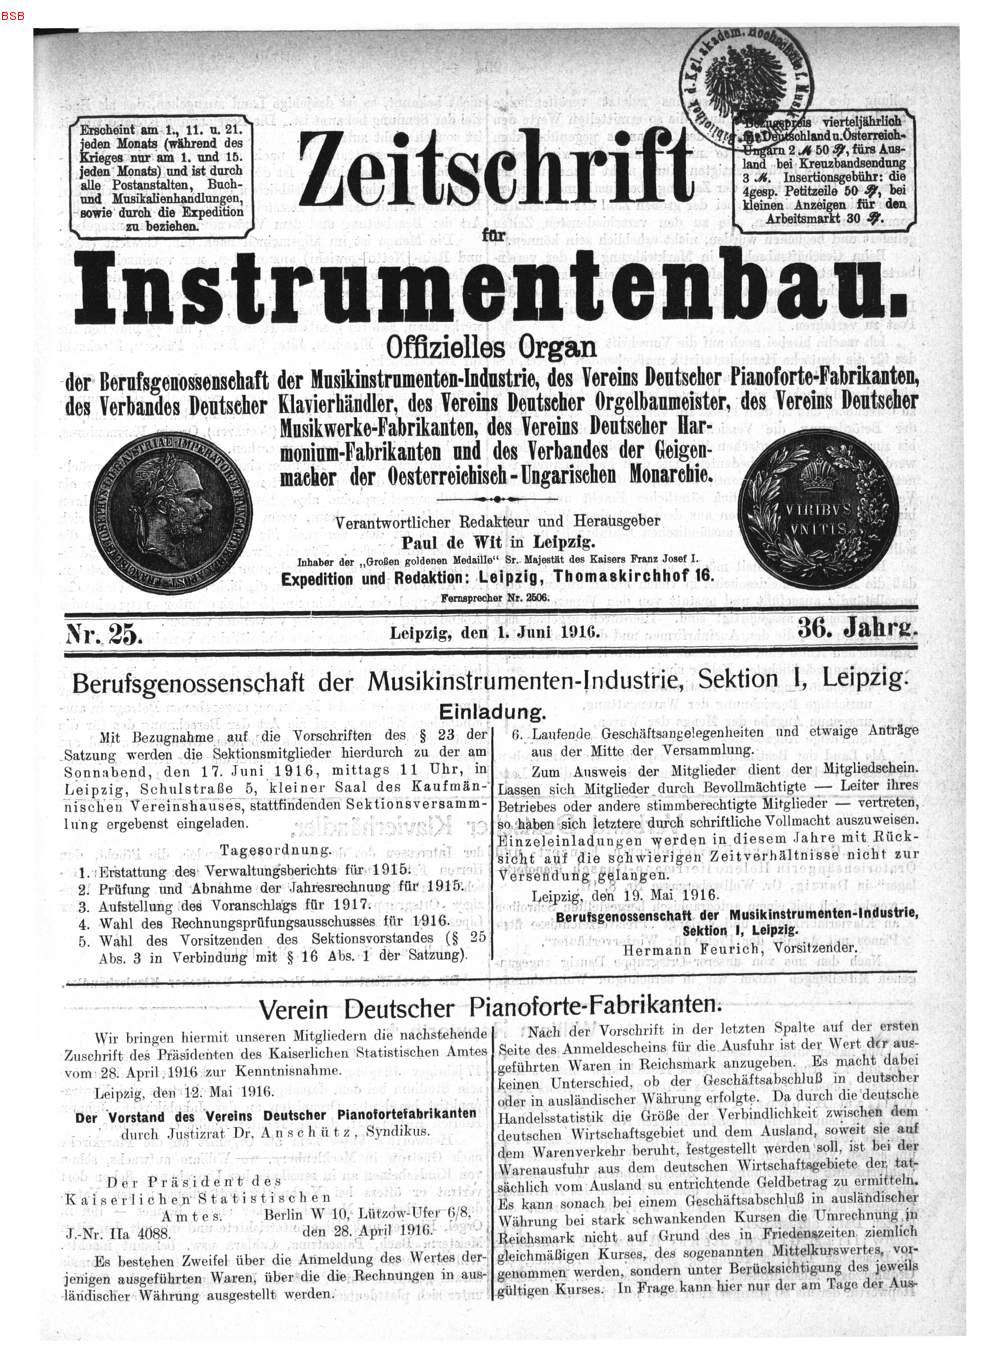 BSB
Bibliothek d. Kgl. akadem. Hochschule f. Musik
Erscheint am 1., 11. u. 21.
jeden Monats (während des
Krieges nur am 1. und 15.
jeden Monats) und ist durch
alle Postanstalten, Buch-
und Musikalienhandlungen,
sowie durch die Expedition
zu beziehen.
Zeitschrift
Bezugspreis vierteljährlich
für Deutschland u. Österreich-
Ungarn 2 ℳ 50 ₰, fürs Aus-
land bei Kreuzbandsendung
3 ℳ. Insertionsgebühr: die
4gesp. Petitzeile 50 ₰, bei
kleinen Anzeigen für den
Arbeitsmarkt 30 ₰.
für
Instrumentenbau.
Offizielles Organ
der Berufsgenossenschaft der Musikinstrumenten-Industrie, des Vereins Deutscher Pianoforte-Fabrikanten,
des Verbandes Deutscher Klavierhändler, des Vereins Deutscher Orgelbaumeister, des Vereins Deutscher
Musikwerke-Fabrikanten, des Vereins Deutscher Har-
monium-Fabrikanten und des Verbandes der Geigen-
macher der Oesterreichisch-Ungarischen Monarchie.
VIRIBVS
VNITIS
Verantwortlicher Redakteur und Herausgeber
Paul de Wit in Leipzig.
Inhaber der „Großen goldenen Medaille“ Sr. Majestät des Kaisers Franz Josef I.
Expedition und Redaktion: Leipzig, Thomaskirchhof 16.
Fernsprecher Nr. 2506.
Nr. 25.
Leipzig, den 1. Juni 1916.
36. Jahrg.
Berufsgenossenschaft der Musikinstrumenten-Industrie, Sektion I, Leipzig.
Einladung.
Mit Bezugnahme auf die Vorschriften des § 23 der
Satzung werden die Sektionsmitglieder hierdurch zu der am
Sonnabend, den 17. Juni 1916, mittags 11 Uhr, in
Leipzig, Schulstraße 5, kleiner Saal des Kaufmän-
nischen Vereinshauses, stattfindenden Sektionsversamm-
lung ergebenst eingeladen.
Tagesordnung.
1. Erstattung des Verwaltungsberichts für 1915.
2. Prüfung und Abnahme der Jahresrechnung für 1915.
3. Aufstellung des Voranschlags für 1917.
4. Wahl des Rechnungsprüfungsausschusses für 1916.
5. Wahl des Vorsitzenden des Sektionsvorstandes (§ 25
Abs. 3 in Verbindung mit § 16 Abs. 1 der Satzung).
6. Laufende Geschäftsangelegenheiten und etwaige Anträge
aus der Mitte der Versammlung.
Zum Ausweis der Mitglieder dient der Mitgliedschein.
Lassen sich Mitglieder durch Bevollmächtigte — Leiter ihres
Betriebes oder andere stimmberechtigte Mitglieder — vertreten,
so haben sich letztere durch schriftliche Vollmacht auszuweisen.
Einzeleinladungen werden in diesem Jahre mit Rück-
sicht auf die schwierigen Zeitverhältnisse nicht zur
Versendung gelangen.
Leipzig, den 19. Mai 1916.
Berufsgenossenschaft der Musikinstrumenten-Industrie,
Sektion I, Leipzig.
Hermann Feurich, Vorsitzender.
Verein Deutscher Pianoforte-Fabrikanten.
Wir bringen hiermit unseren Mitgliedern die nachstehende
Zuschrift des Präsidenten des Kaiserlichen Statistischen Amtes
vom 28. April 1916 zur Kenntnisnahme.
Leipzig, den 12. Mai 1916.
Der Vorstand des Vereins Deutscher Pianofortefabrikanten
durch Justizrat Dr. Anschütz, Syndikus.
Der Präsident des
Kaiserlichen Statistischen
Amtes. Berlin W 10, Lützow-Ufer 6/8,
J.-Nr. IIa 4088. den 28. April 1916.
Es bestehen Zweifel über die Anmeldung des Wertes der-
jenigen ausgeführten Waren, über die die Rechnungen in aus-
ländischer Währung ausgestellt werden.
Nach der Vorschrift in der letzten Spalte auf der ersten
Seite des Anmeldescheins für die Ausfuhr ist der Wert der aus-
geführten Waren in Reichsmark anzugeben. Es macht dabei
keinen Unterschied, ob der Geschäftsabschluß in deutscher
oder in ausländischer Währung erfolgte. Da durch die deutsche
Handelsstatistik die Größe der Verbindlichkeit zwischen dem
deutschen Wirtschaftsgebiet und dem Ausland, soweit sie auf
dem Warenverkehr beruht, festgestellt werden soll, ist bei der
Warenausfuhr aus dem deutschen Wirtschaftsgebiete der tat-
sächlich vom Ausland su entrichtende Geldbetrag zu ermitteln.
Es kann sonach bei einem Geschäftsabschluß in ausländischer
Währung bei stark schwankenden Kursen die Umrechnung in
Reichsmark nicht auf Grund des in Friedenszeiten ziemlich
gleichmäßigen Kurses, des sogenannten Mittelkurswertes, vor-
genommen werden, sondern unter Berücksichtigung des jeweils
gültigen Kurses. In Frage kann hier nur der am Tage der Aus-